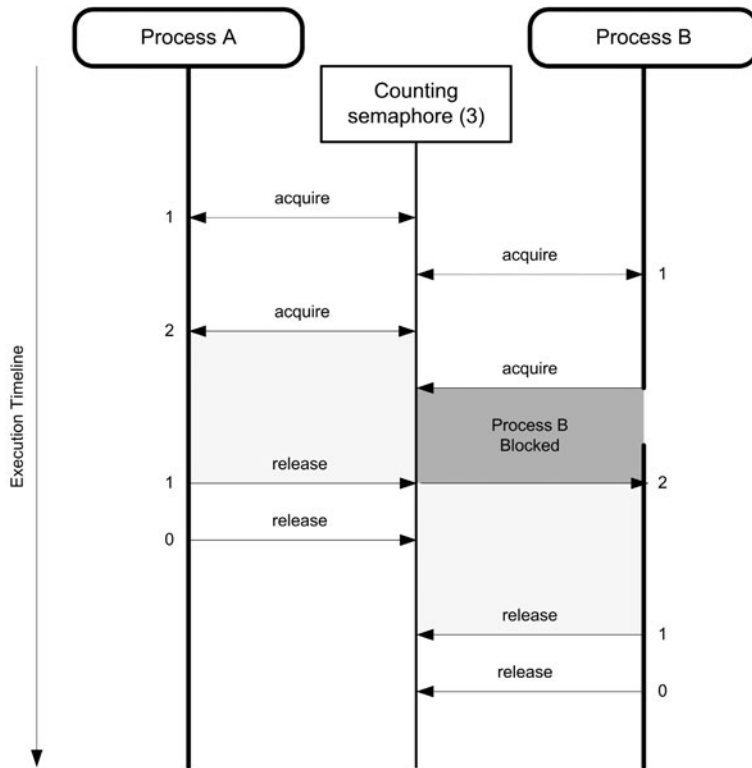 Process A
Process B
Counting
semaphore (3)
acquire
1
acquire
1
acquire
2
acquire
Process B
Blocked
release
1
2
release
0
release
1
release
0
Execution Timeline